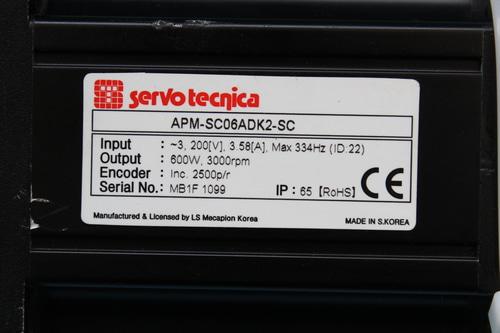 servotecnica
APM-SC06ADK2-SC
Input : ~3, 200[V], 3.58[A], Max 334Hz (ID:22)
Output : 600W, 3000rpm
Encoder : Inc. 2500p/r
Serial No. : MB1F 1099 IP : 65 [RoHS] CE
Manufactured & Licensed by LS Mecapion Korea MADE IN S.KOREA